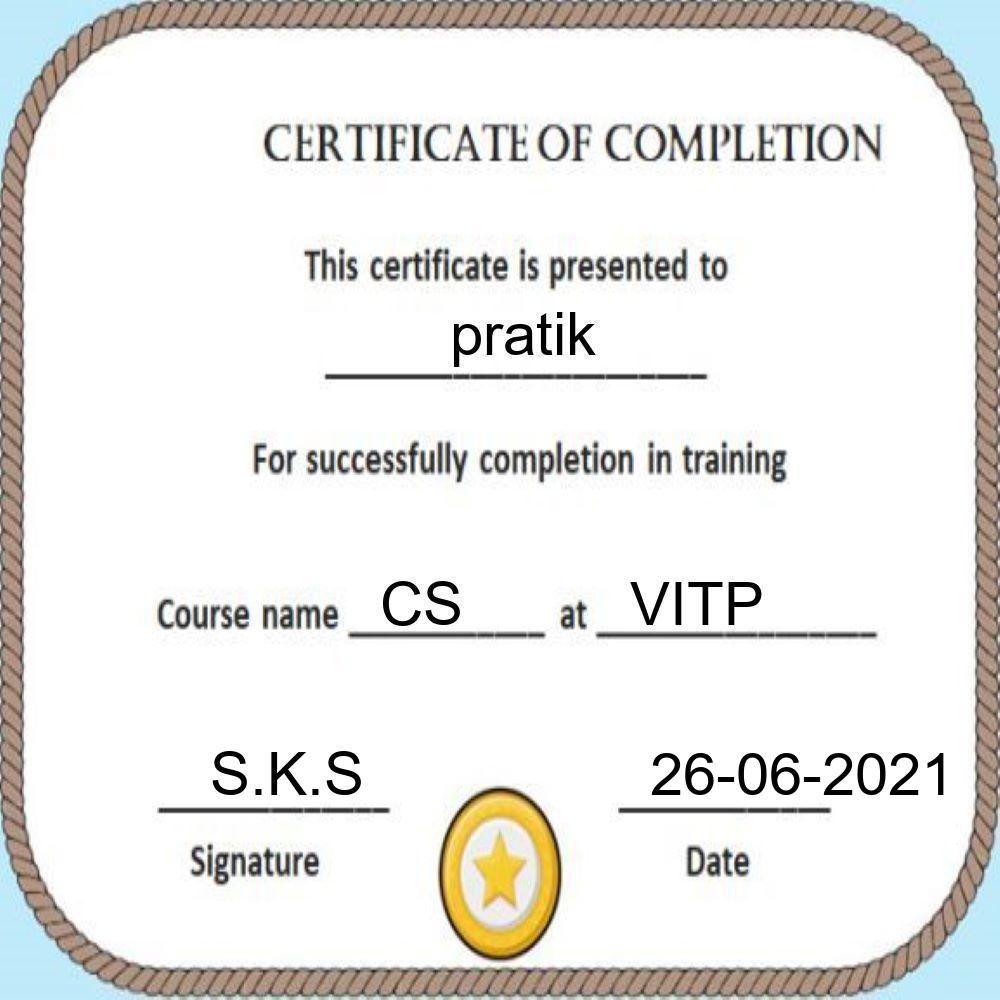 CERTIFICATE OF COMPLETION
This certificate is presented to
pratik
For successfully completion in training
Course name CS at VITP
S.K.S 26-06-2021
Signature Date